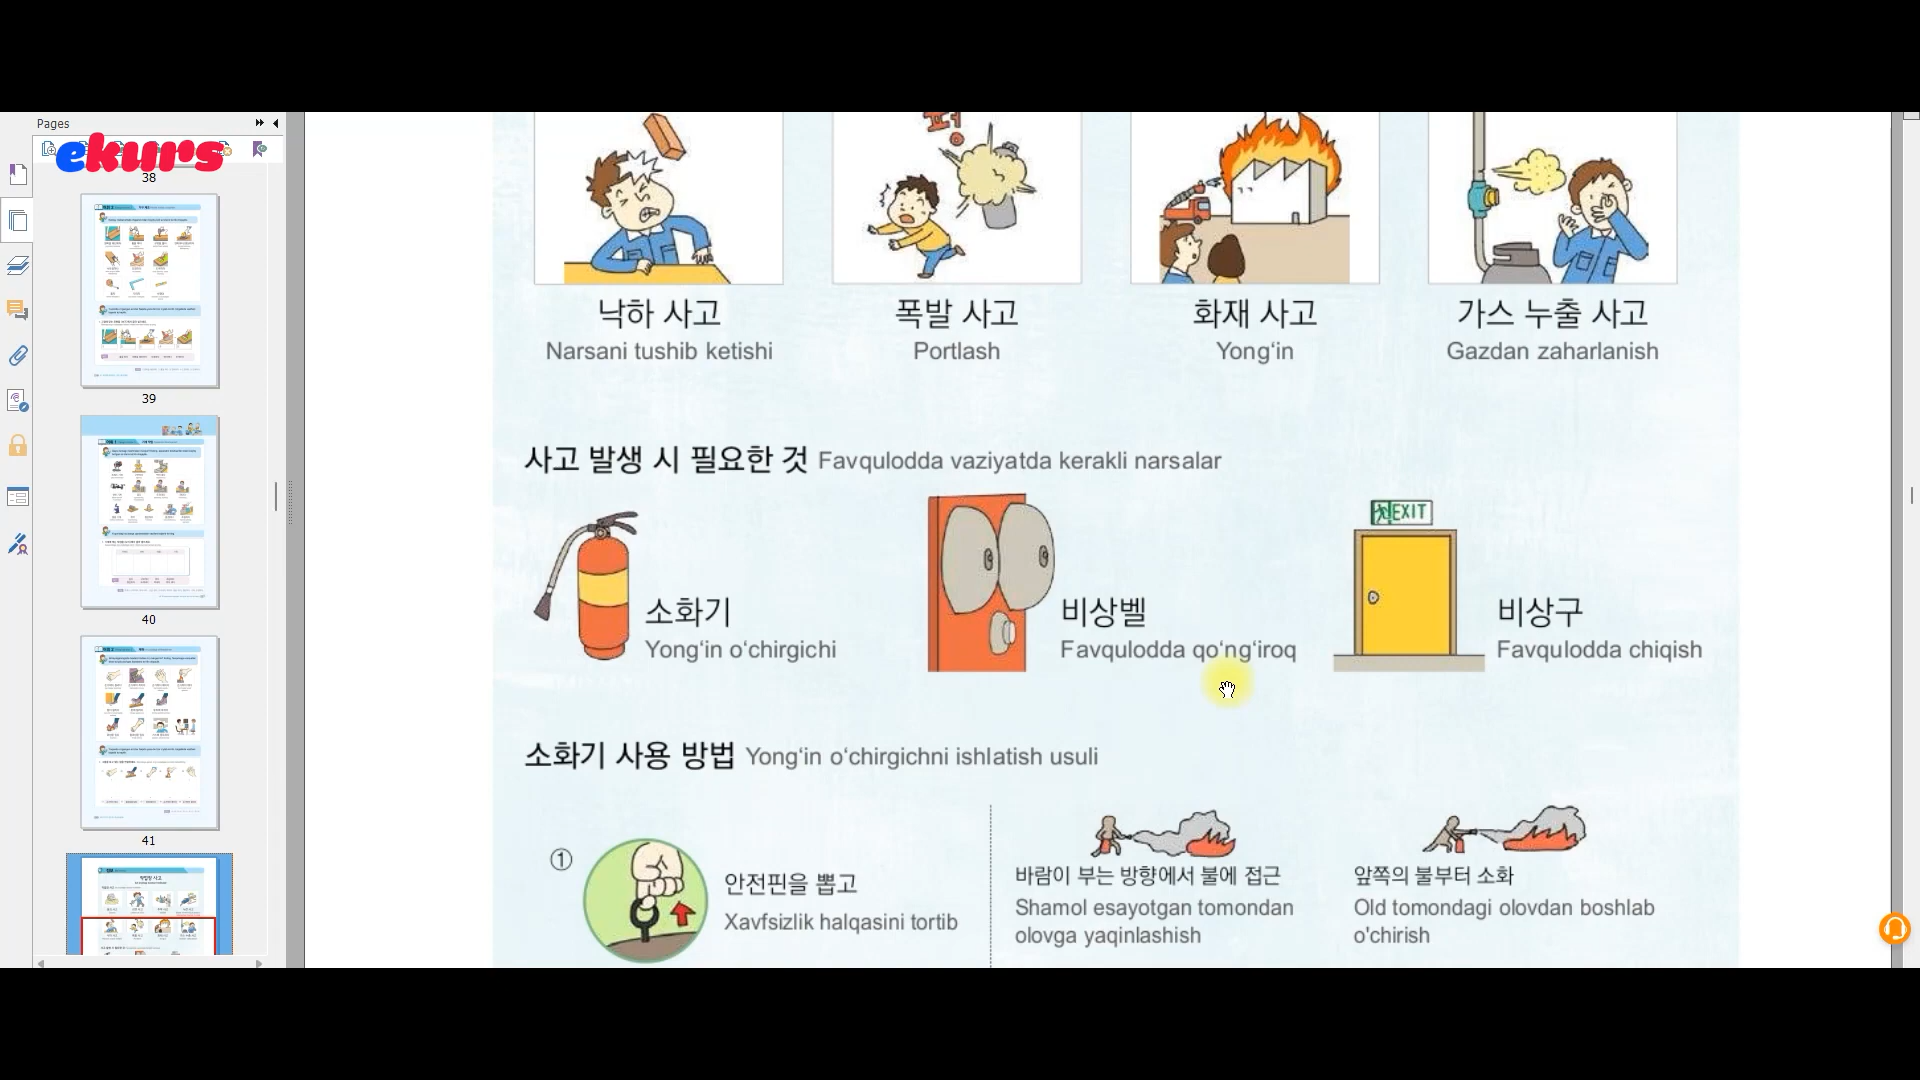 Pages
ekurs
38
39
40
41
펑
낙하 사고
Narsani tushib ketishi
폭발 사고
Portlash
화재 사고
Yong‘in
가스 누출 사고
Gazdan zaharlanish
사고 발생 시 필요한 것 Favqulodda vaziyatda kerakli narsalar
소화기
Yong‘in o‘chirgichi
비상벨
Favqulodda qo‘ng‘iroq
EXIT
비상구
Favqulodda chiqish
소화기 사용 방법 Yong‘in o‘chirgichni ishlatish usuli
①
안전핀을 뽑고
Xavfsizlik halqasini tortib
바람이 부는 방향에서 불에 접근
Shamol esayotgan tomondan
olovga yaqinlashish
앞쪽의 불부터 소화
Old tomondagi olovdan boshlab
o'chirish